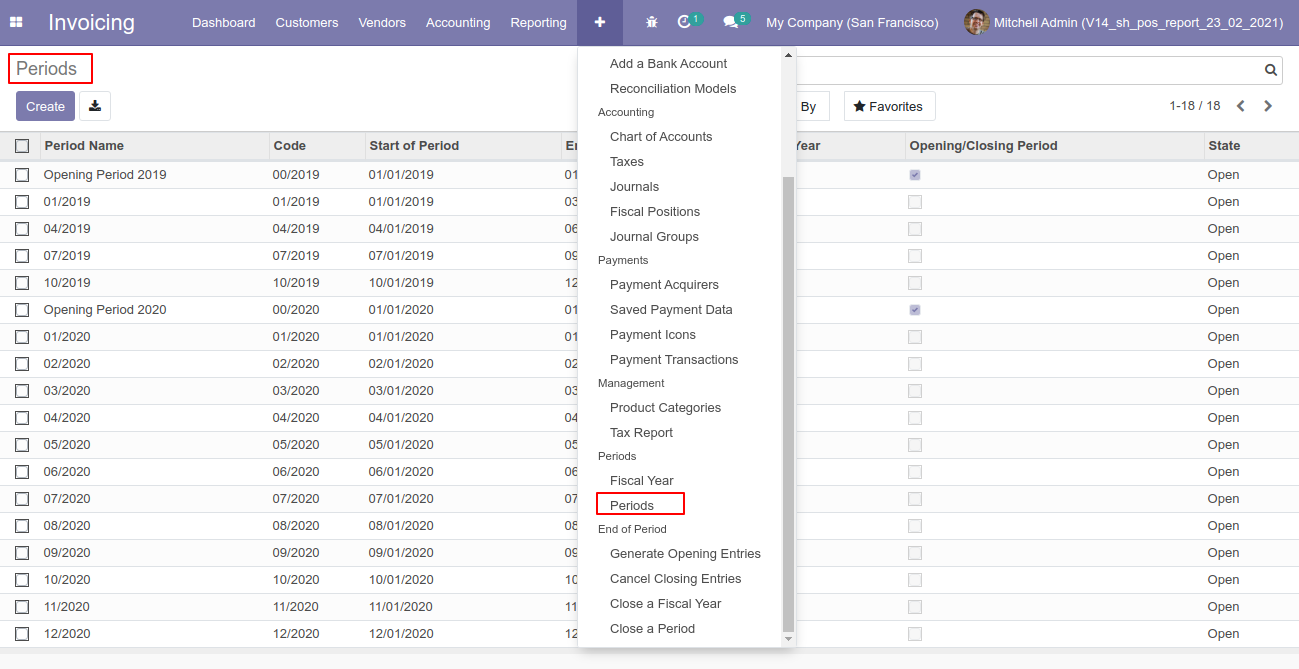 Invoicing Dashboard Customers Vendors Accounting Reporting 1 5 My Company (San Francisco) Mitchell Admin (V14_sh_pos_report_23_02_2021)
Periods
Create By Favorites 1-18 / 18
Period Name Code Start of Period Year Opening/Closing Period State
Opening Period 2019 00/2019 01/01/2019 01 Open
01/2019 01/2019 01/01/2019 03 Open
04/2019 04/2019 04/01/2019 06 Open
07/2019 07/2019 07/01/2019 09 Open
10/2019 10/2019 10/01/2019 12 Open
Opening Period 2020 00/2020 01/01/2020 01 Open
01/2020 01/2020 01/01/2020 01 Open
02/2020 02/2020 02/01/2020 02 Open
03/2020 03/2020 03/01/2020 03 Open
04/2020 04/2020 04/01/2020 04 Open
05/2020 05/2020 05/01/2020 05 Open
06/2020 06/2020 06/01/2020 06 Open
07/2020 07/2020 07/01/2020 07 Open
08/2020 08/2020 08/01/2020 08 Open
09/2020 09/2020 09/01/2020 09 Open
10/2020 10/2020 10/01/2020 10 Open
11/2020 11/2020 11/01/2020 11 Open
12/2020 12/2020 12/01/2020 12 Open
Add a Bank Account
Reconciliation Models
Accounting
Chart of Accounts
Taxes
Journals
Fiscal Positions
Journal Groups
Payments
Payment Acquirers
Saved Payment Data
Payment Icons
Payment Transactions
Management
Product Categories
Tax Report
Periods
Fiscal Year
Periods
End of Period
Generate Opening Entries
Cancel Closing Entries
Close a Fiscal Year
Close a Period